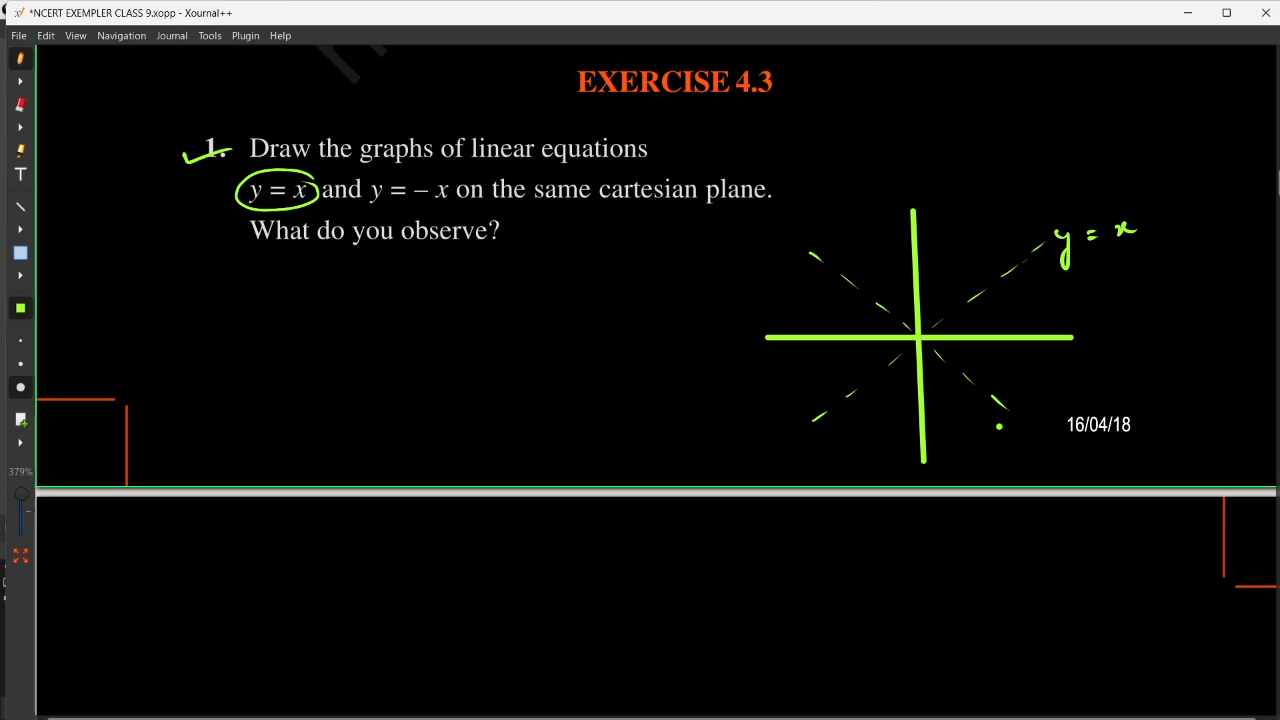 *NCERT EXEMPLER CLASS 9.xopp - Xournal++
File Edit View Navigation Journal Tools Plugin Help
EXERCISE 4.3
1. Draw the graphs of linear equations
y = x and y = – x on the same cartesian plane.
What do you observe?
y = x
16/04/18
379%
T